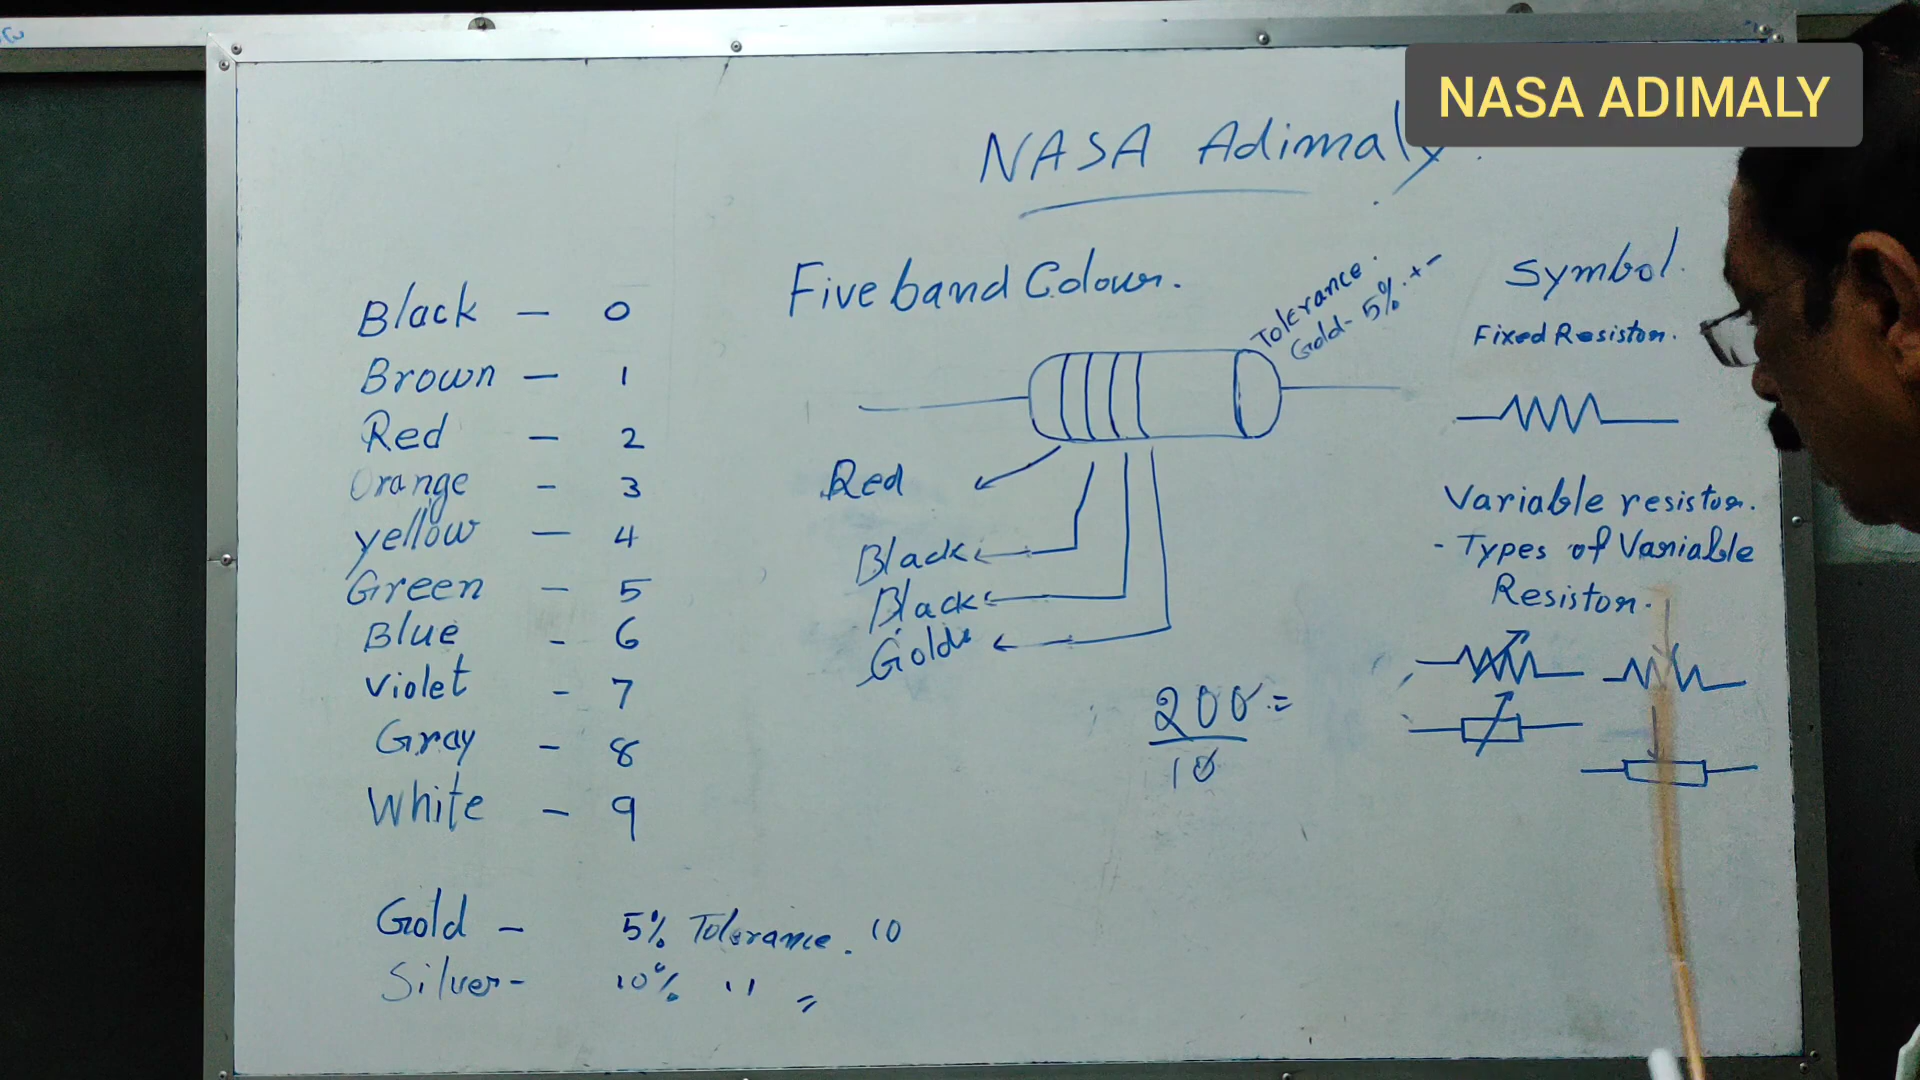 NASA ADIMALY
NASA Adimaly.
Five band Colour.
Black - 0
Brown - 1
Red - 2
Orange - 3
yellow - 4
Green - 5
Blue - 6
Violet - 7
Gray - 8
White - 9
Gold - 5% Tolerance. 10
Silver - 10% " =
Tolerance.
Gold - 5%. + -
Red
Black
Black
Gold
200 =
10
Symbol.
Fixed Resistor.
Variable resistor.
- Types of Variable
Resistor.